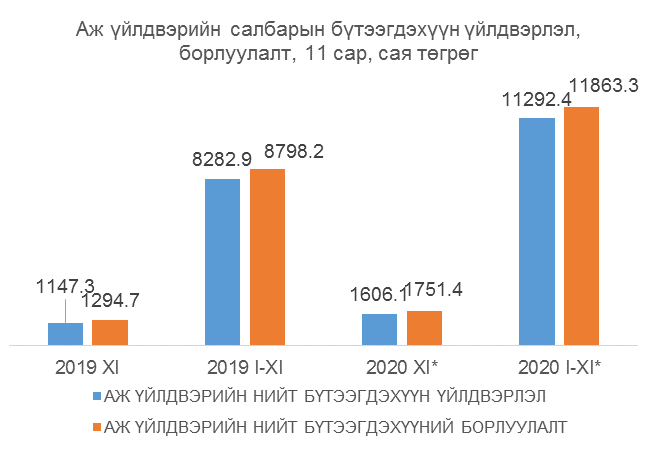 Аж үйлдвэрийн салбарын бүтээгдэхүүн үйлдвэрлэл,
борлуулалт, 11 сар, сая төгрөг
1147.3
1294.7
8282.9
8798.2
1606.1
1751.4
11292.4
11863.3
2019 XI
2019 I-XI
2020 XI*
2020 I-XI*
АЖ ҮЙЛДВЭРИЙН НИЙТ БҮТЭЭГДЭХҮҮН ҮЙЛДВЭРЛЭЛ
АЖ ҮЙЛДВЭРИЙН НИЙТ БҮТЭЭГДЭХҮҮНИЙ БОРЛУУЛАЛТ